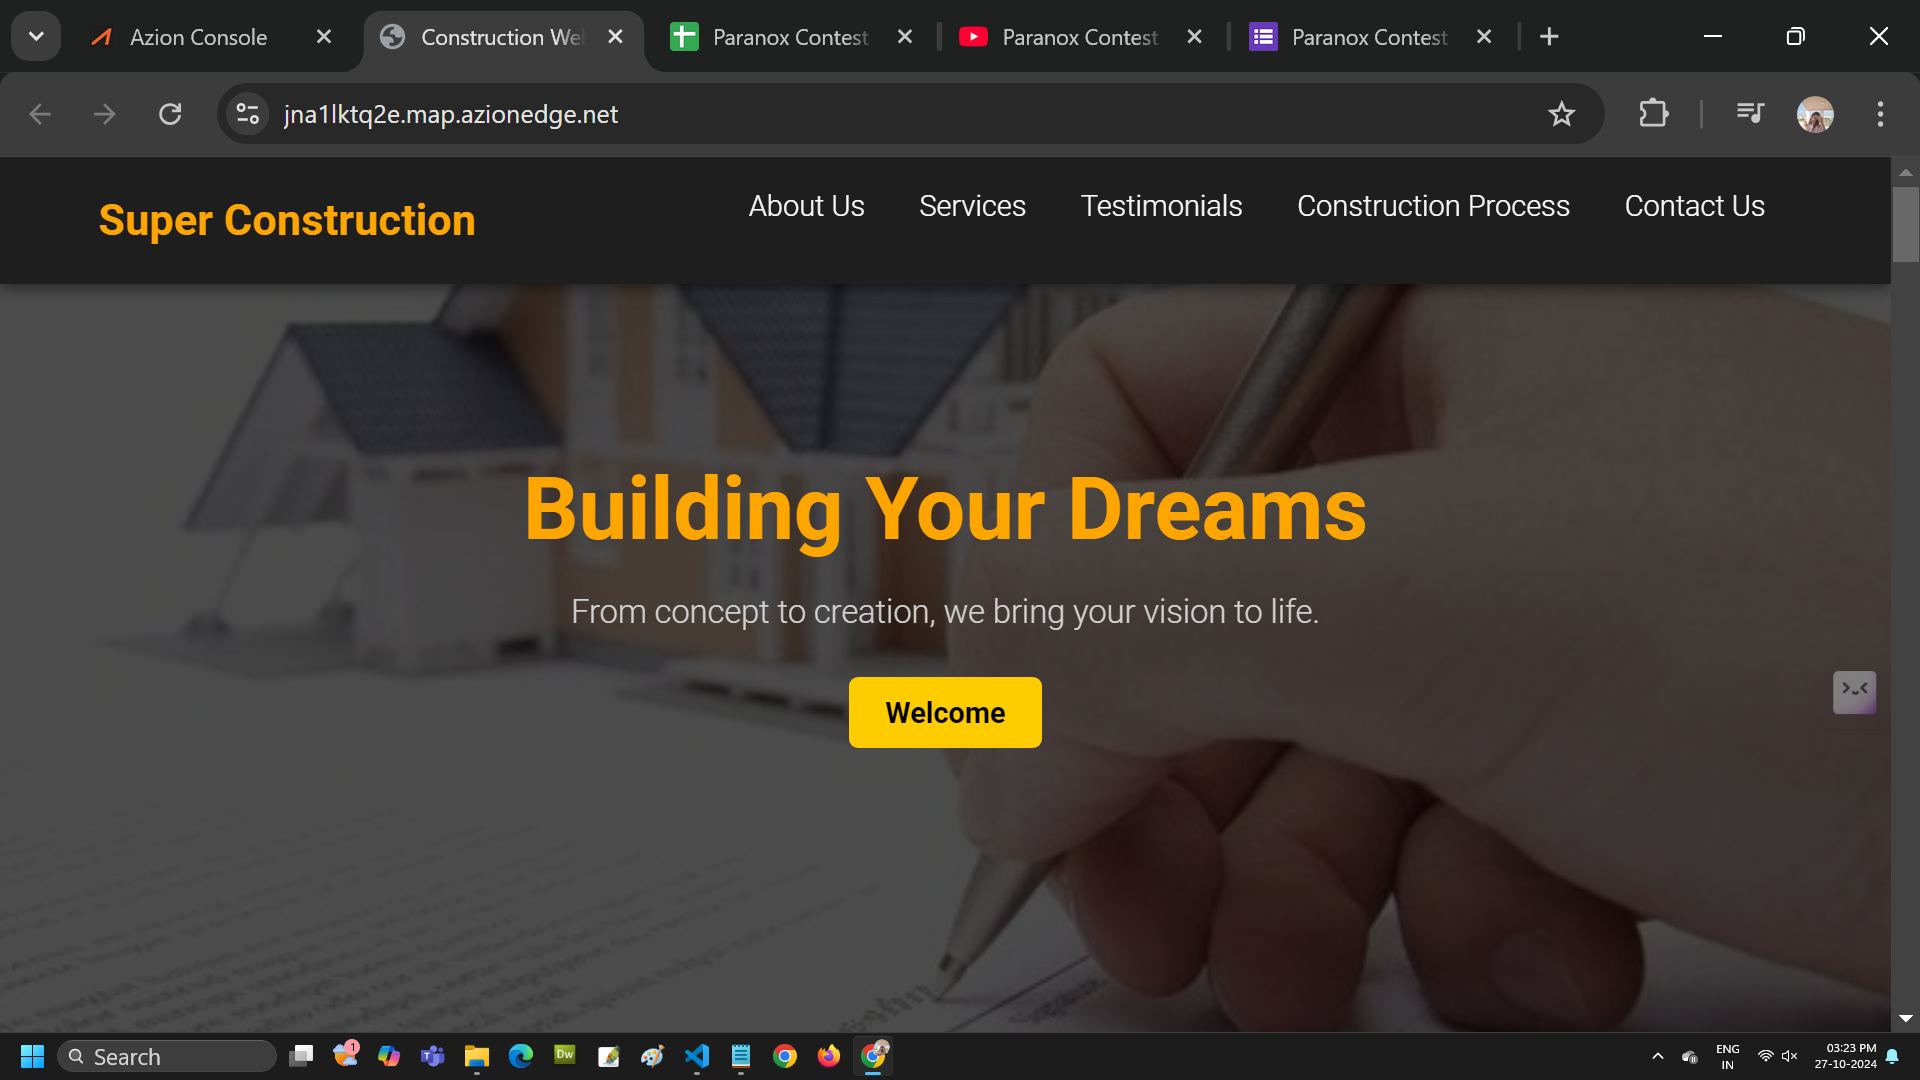 Azion Console
Construction We
Paranox Contest
Paranox Contest
Paranox Contest
jna1lktq2e.map.azionedge.net
Super Construction
About Us
Services
Testimonials
Construction Process
Contact Us
Building Your Dreams
From concept to creation, we bring your vision to life.
Welcome
Search
1
Dw
ENG
IN
03:23 PM
27-10-2024